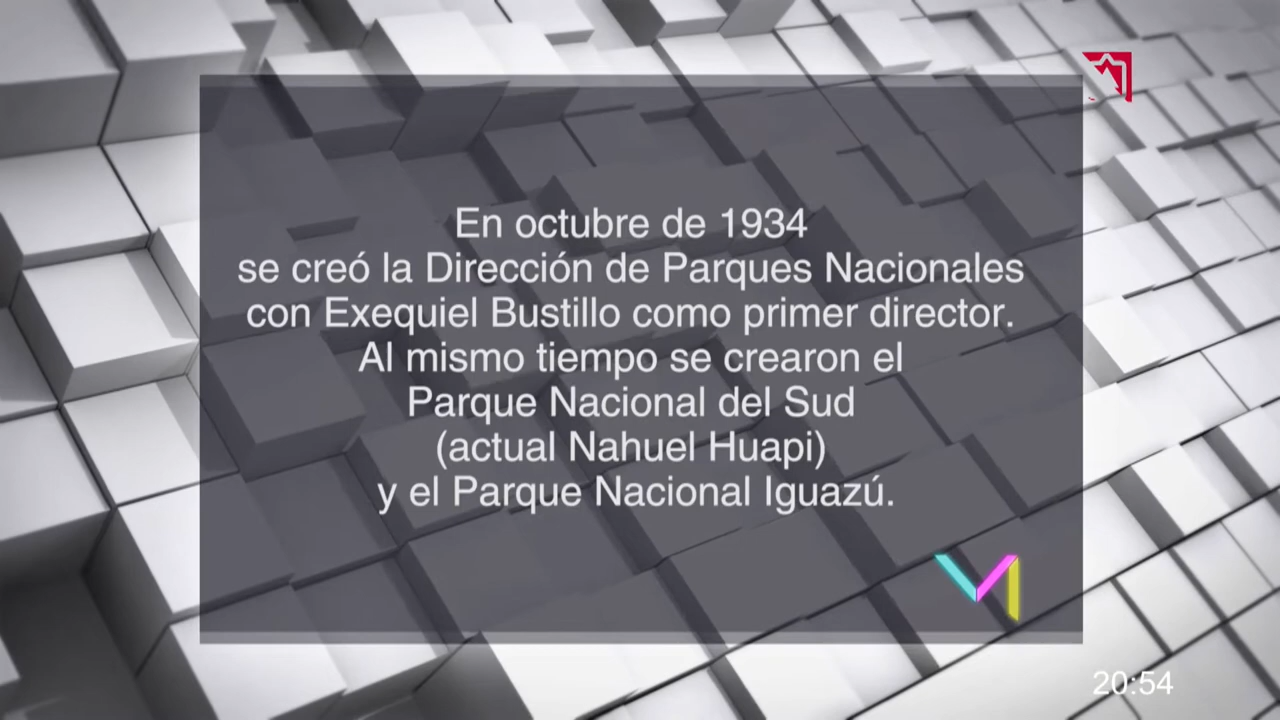 En octubre de 1934
se creó la Dirección de Parques Nacionales
con Exequiel Bustillo como primer director.
Al mismo tiempo se crearon el
Parque Nacional del Sud
(actual Nahuel Huapi)
y el Parque Nacional Iguazú.
20:54